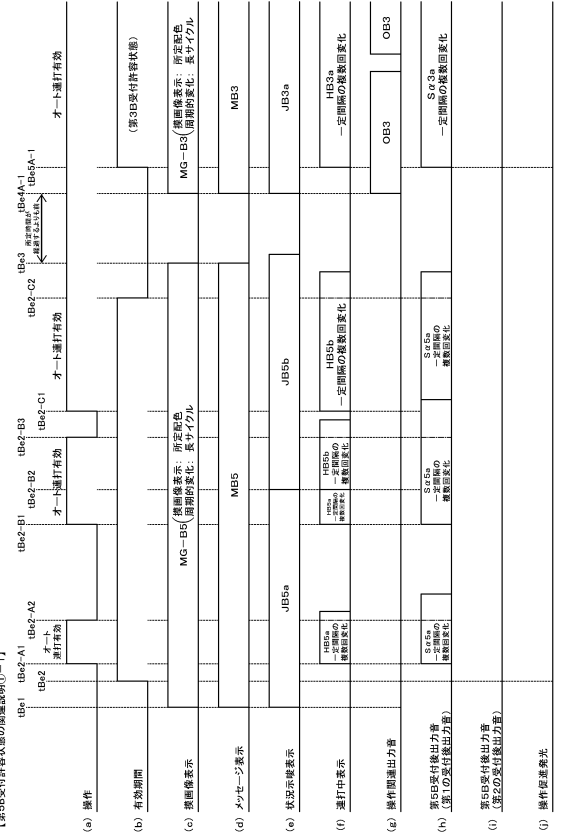 【第5B受付許容状態の関連説明①-1】
tBe1
tBe2
tBe2-A1
tBe2-A2
tBe2-B1
tBe2-B2
tBe2-B3
tBe2-C1
tBe2-C2
tBe3
所定時間が
経過するよりも前
tBe4A-1
tBe5A-1
(a) 操作
オート
連打有効
オート連打有効
オート連打有効
オート連打有効
(b) 有効期間
(第3B受付許容状態)
(c) 摸画像表示
MG-B5(摸画像表示: 所定配色
周期的変化: 長サイクル
MG-B3(摸画像表示: 所定配色
周期的変化: 長サイクル
(d) メッセージ表示
MB5
MB3
(e) 状況示唆表示
JB5a
JB5b
JB3a
(f) 連打中表示
HB5a
一定間隔の
複数回変化
HB5a
一定間隔の
複数回変化
HB5b
一定間隔の
複数回変化
HB5b
一定間隔の複数回変化
HB3a
一定間隔の複数回変化
(g) 操作関連出力音
OB3
OB3
(h) 第5B受付後出力音
(第1の受付後出力音)
Sα5a
一定間隔の
複数回変化
Sα5a
一定間隔の
複数回変化
Sα5a
一定間隔の
複数回変化
Sα3a
一定間隔の複数回変化
(i) 第5B受付後出力音
(第2の受付後出力音)
(j) 操作促進発光